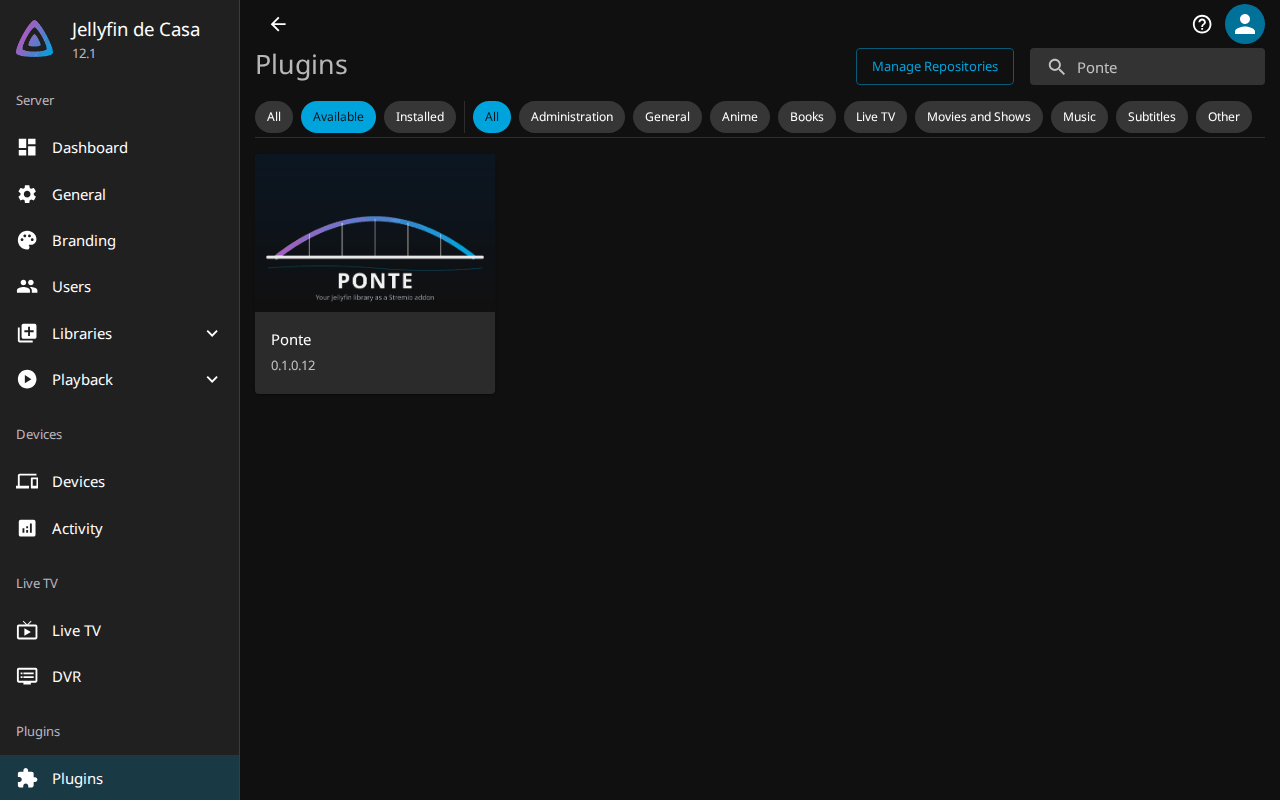 Jellyfin de Casa
12.1
Server
Dashboard
General
Branding
Users
Libraries
Playback
Devices
Devices
Activity
Live TV
Live TV
DVR
Plugins
Plugins
Plugins
Manage Repositories
Ponte
All
Available
Installed
All
Administration
General
Anime
Books
Live TV
Movies and Shows
Music
Subtitles
Other
PONTE
Your Jellyfin library as a Stremio addon
Ponte
0.1.0.12